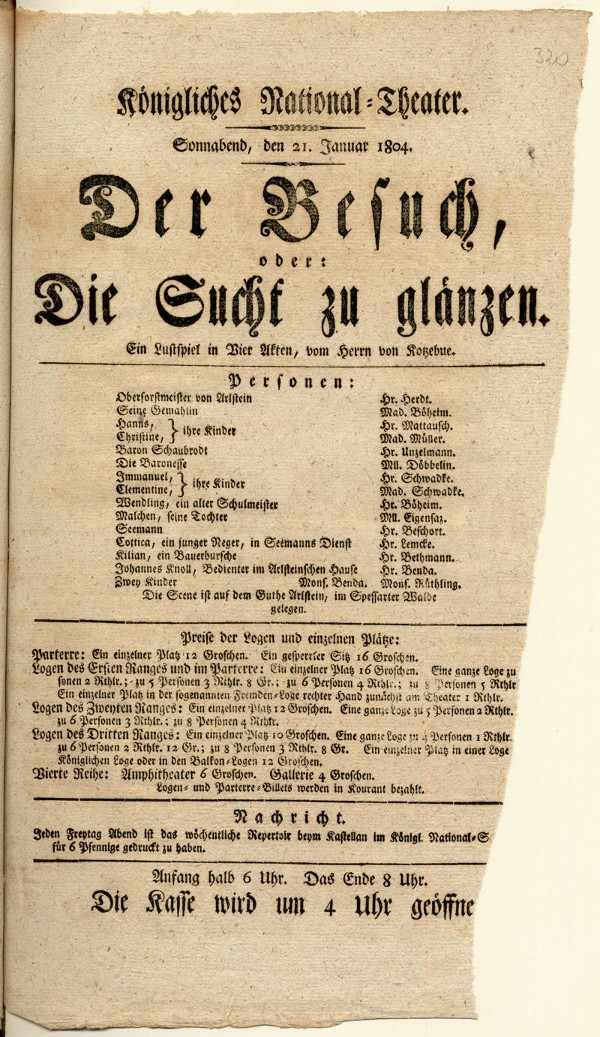 320
Königliches National-Theater.
Sonnabend, den 21. Januar 1804.
Der Besuch,
oder:
Die Sucht zu glänzen.
Ein Lustspiel in Vier Akten, vom Herrn von Kotzebue.
Personen:
Oberforstmeister von Arlstein Hr. Herdt.
Seine Gemahlin Mad. Böheim.
Hanns, Hr. Mattausch.
Christine, } ihre Kinder Mad. Müller.
Baron Schaubrodt Hr. Unzelmann.
Die Baronesse Mll. Döbbelin.
Immanuel, Hr. Schwadke.
Clementine, } ihre Kinder Mad. Schwadke.
Wendling, ein alter Schulmeister Hr. Böheim.
Malchen, seine Tochter Mll. Eigensaz.
Seemann Hr. Beschort.
Cottica, ein junger Neger, in Seemanns Dienst Hr. Lemcke.
Kilian, ein Bauerbursche Hr. Bethmann.
Johannes Knoll, Bedienter im Arlsteinschen Hause Hr. Benda.
Zwey Kinder Mons. Benda. Mons. Rüthling.
Die Scene ist auf dem Guthe Arlstein, im Spessarter Walde
gelegen.
Preise der Logen und einzelnen Plätze:
Parterre: Ein einzelner Platz 12 Groschen. Ein gesperrter Sitz 16 Groschen.
Logen des Ersten Ranges und im Parterre: Ein einzelner Platz 16 Groschen. Eine ganze Loge zu
sonen 2 Rthlr.; zu 5 Personen 3 Rthlr. 8 Gr.; zu 6 Personen 4 Rthlr.; zu 8 Personen 5 Rthlr
Ein einzelner Platz in der sogenannten Fremden-Loge rechter Hand zunächst am Theater 1 Rthlr.
Logen des Zweyten Ranges: Ein einzelner Platz 12 Groschen. Eine ganze Loge zu 5 Personen 2 Rthlr.
zu 6 Personen 3 Rthlr.; zu 8 Personen 4 Rthlr.
Logen des Dritten Ranges: Ein einzelner Platz 10 Groschen. Eine ganze Loge zu 4 Personen 1 Rthlr.
zu 6 Personen 2 Rthlr. 12 Gr.; zu 8 Personen 3 Rthlr. 8 Gr. Ein einzelner Platz in einer Loge
Königlichen Loge oder in den Balkon-Logen 12 Groschen.
Vierte Reihe: Amphitheater 6 Groschen. Gallerie 4 Groschen.
Logen- und Parterre-Billets werden in Kourant bezahlt.
Nachricht.
Jeden Freytag Abend ist das wöchentliche Repertoir beym Kastellan im Königl. National-S
für 6 Pfennige gedruckt zu haben.
Anfang halb 6 Uhr. Das Ende 8 Uhr.
Die Kasse wird um 4 Uhr geöffne